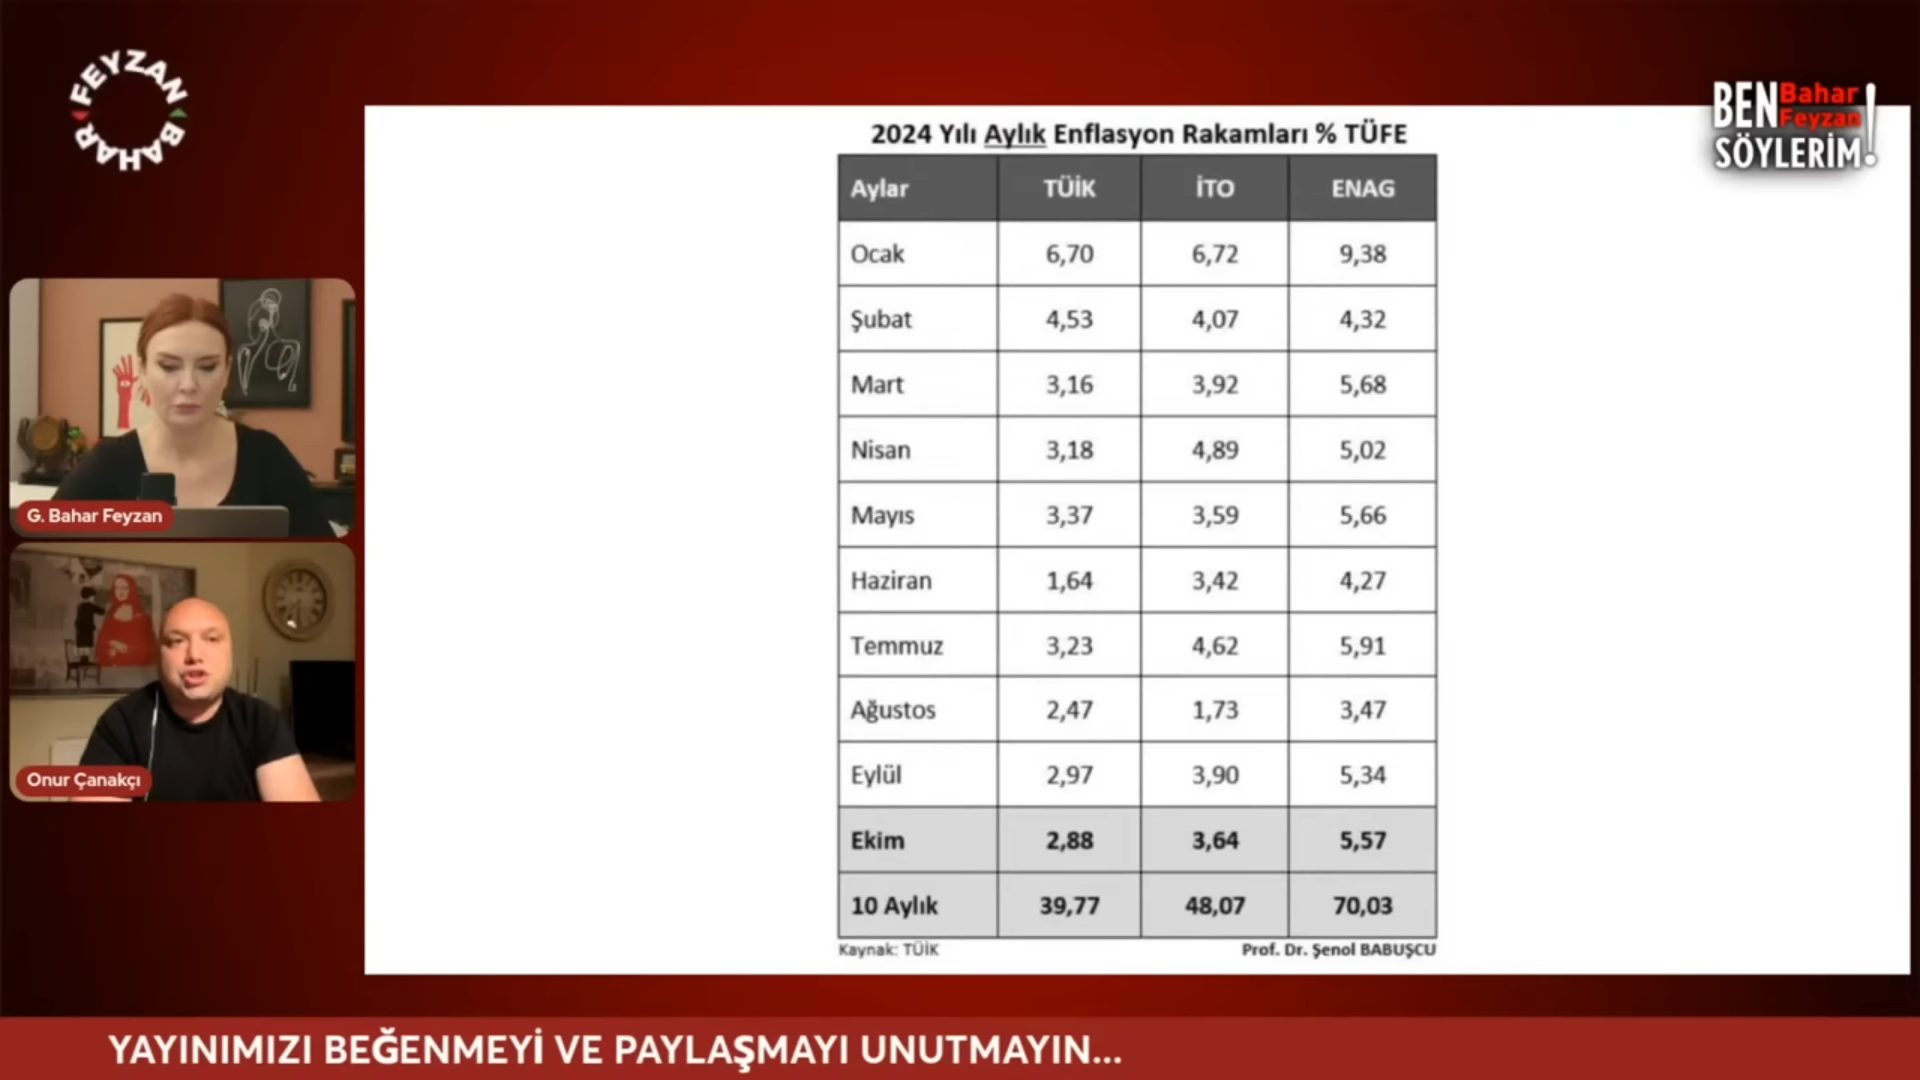 FEYZAN BAHAR
BEN Bahar Feyzan
SÖYLERİM!
2024 Yılı Aylık Enflasyon Rakamları % TÜFE
Aylar TÜİK İTO ENAG
Ocak 6,70 6,72 9,38
Şubat 4,53 4,07 4,32
Mart 3,16 3,92 5,68
Nisan 3,18 4,89 5,02
Mayıs 3,37 3,59 5,66
Haziran 1,64 3,42 4,27
Temmuz 3,23 4,62 5,91
Ağustos 2,47 1,73 3,47
Eylül 2,97 3,90 5,34
Ekim 2,88 3,64 5,57
10 Aylık 39,77 48,07 70,03
Kaynak: TÜİK Prof. Dr. Şenol BABUŞCU
G. Bahar Feyzan
Onur Çanakçı
YAYINIMIZI BEĞENMEYİ VE PAYLAŞMAYI UNUTMAYIN...